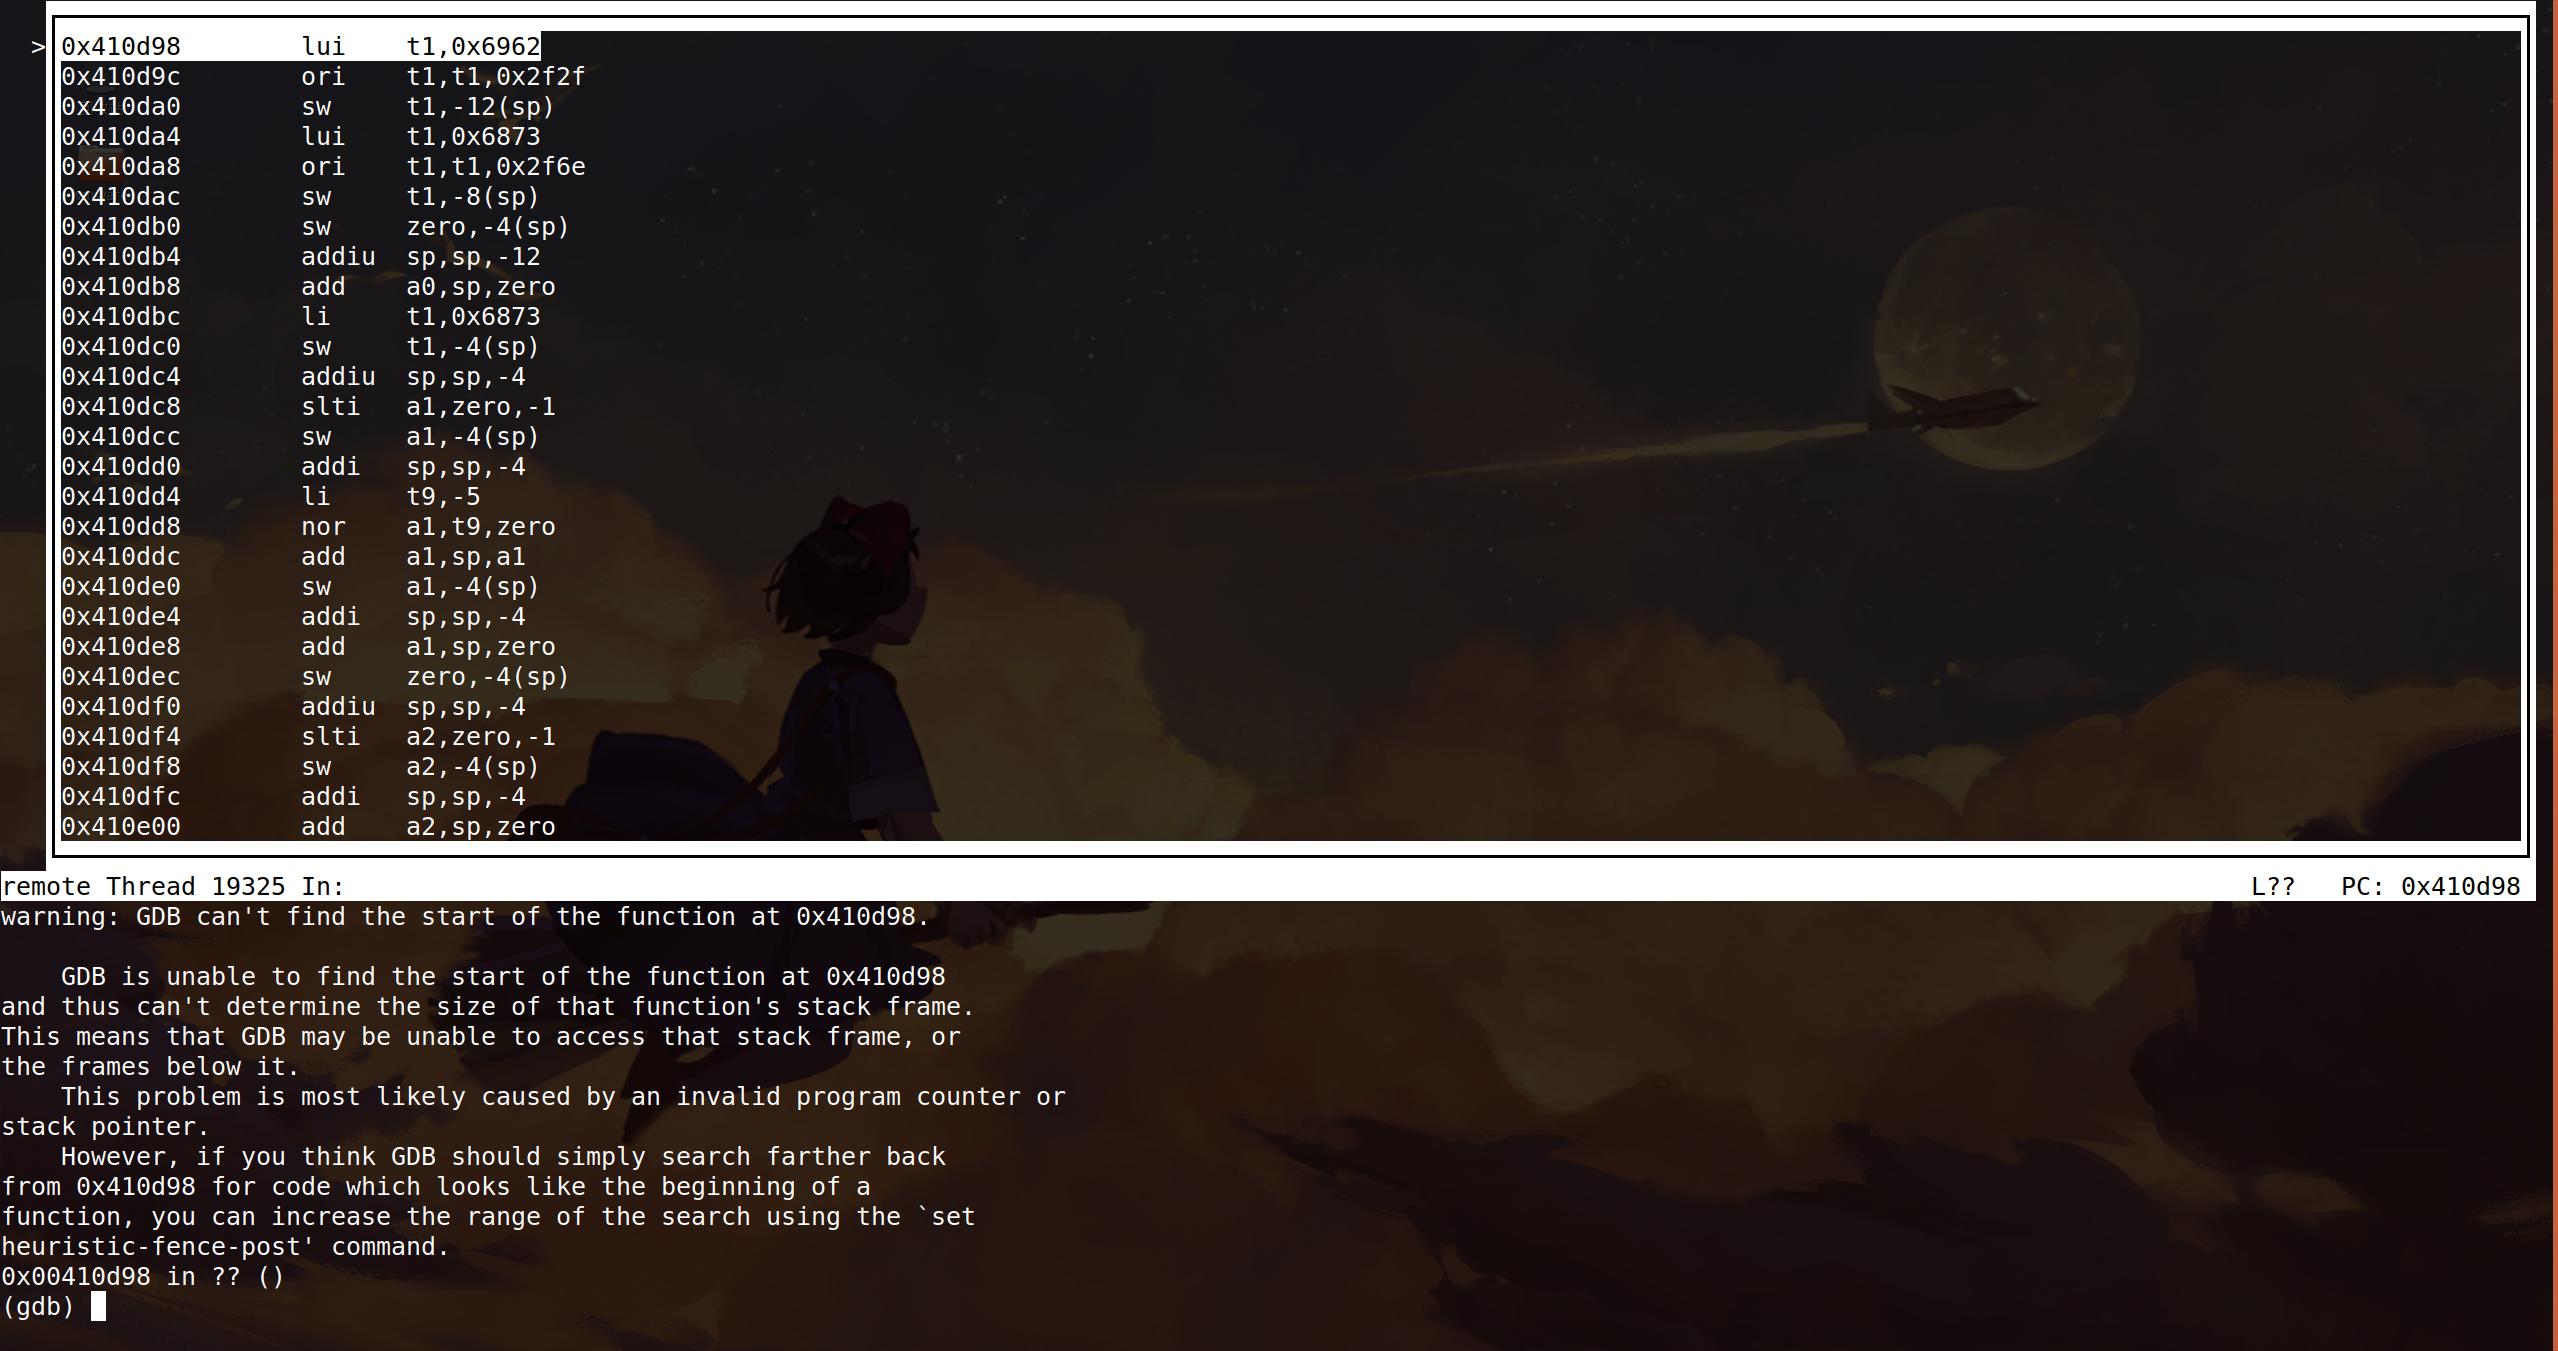 > 0x410d98        lui    t1,0x6962
0x410d9c        ori    t1,t1,0x2f2f
0x410da0        sw     t1,-12(sp)
0x410da4        lui    t1,0x6873
0x410da8        ori    t1,t1,0x2f6e
0x410dac        sw     t1,-8(sp)
0x410db0        sw     zero,-4(sp)
0x410db4        addiu  sp,sp,-12
0x410db8        add    a0,sp,zero
0x410dbc        li     t1,0x6873
0x410dc0        sw     t1,-4(sp)
0x410dc4        addiu  sp,sp,-4
0x410dc8        slti   a1,zero,-1
0x410dcc        sw     a1,-4(sp)
0x410dd0        addi   sp,sp,-4
0x410dd4        li     t9,-5
0x410dd8        nor    a1,t9,zero
0x410ddc        add    a1,sp,a1
0x410de0        sw     a1,-4(sp)
0x410de4        addi   sp,sp,-4
0x410de8        add    a1,sp,zero
0x410dec        sw     zero,-4(sp)
0x410df0        addiu  sp,sp,-4
0x410df4        slti   a2,zero,-1
0x410df8        sw     a2,-4(sp)
0x410dfc        addi   sp,sp,-4
0x410e00        add    a2,sp,zero
remote Thread 19325 In: L?? PC: 0x410d98
warning: GDB can't find the start of the function at 0x410d98.
GDB is unable to find the start of the function at 0x410d98
and thus can't determine the size of that function's stack frame.
This means that GDB may be unable to access that stack frame, or
the frames below it.
This problem is most likely caused by an invalid program counter or
stack pointer.
However, if you think GDB should simply search farther back
from 0x410d98 for code which looks like the beginning of a
function, you can increase the range of the search using the `set
heuristic-fence-post' command.
0x00410d98 in ?? ()
(gdb)